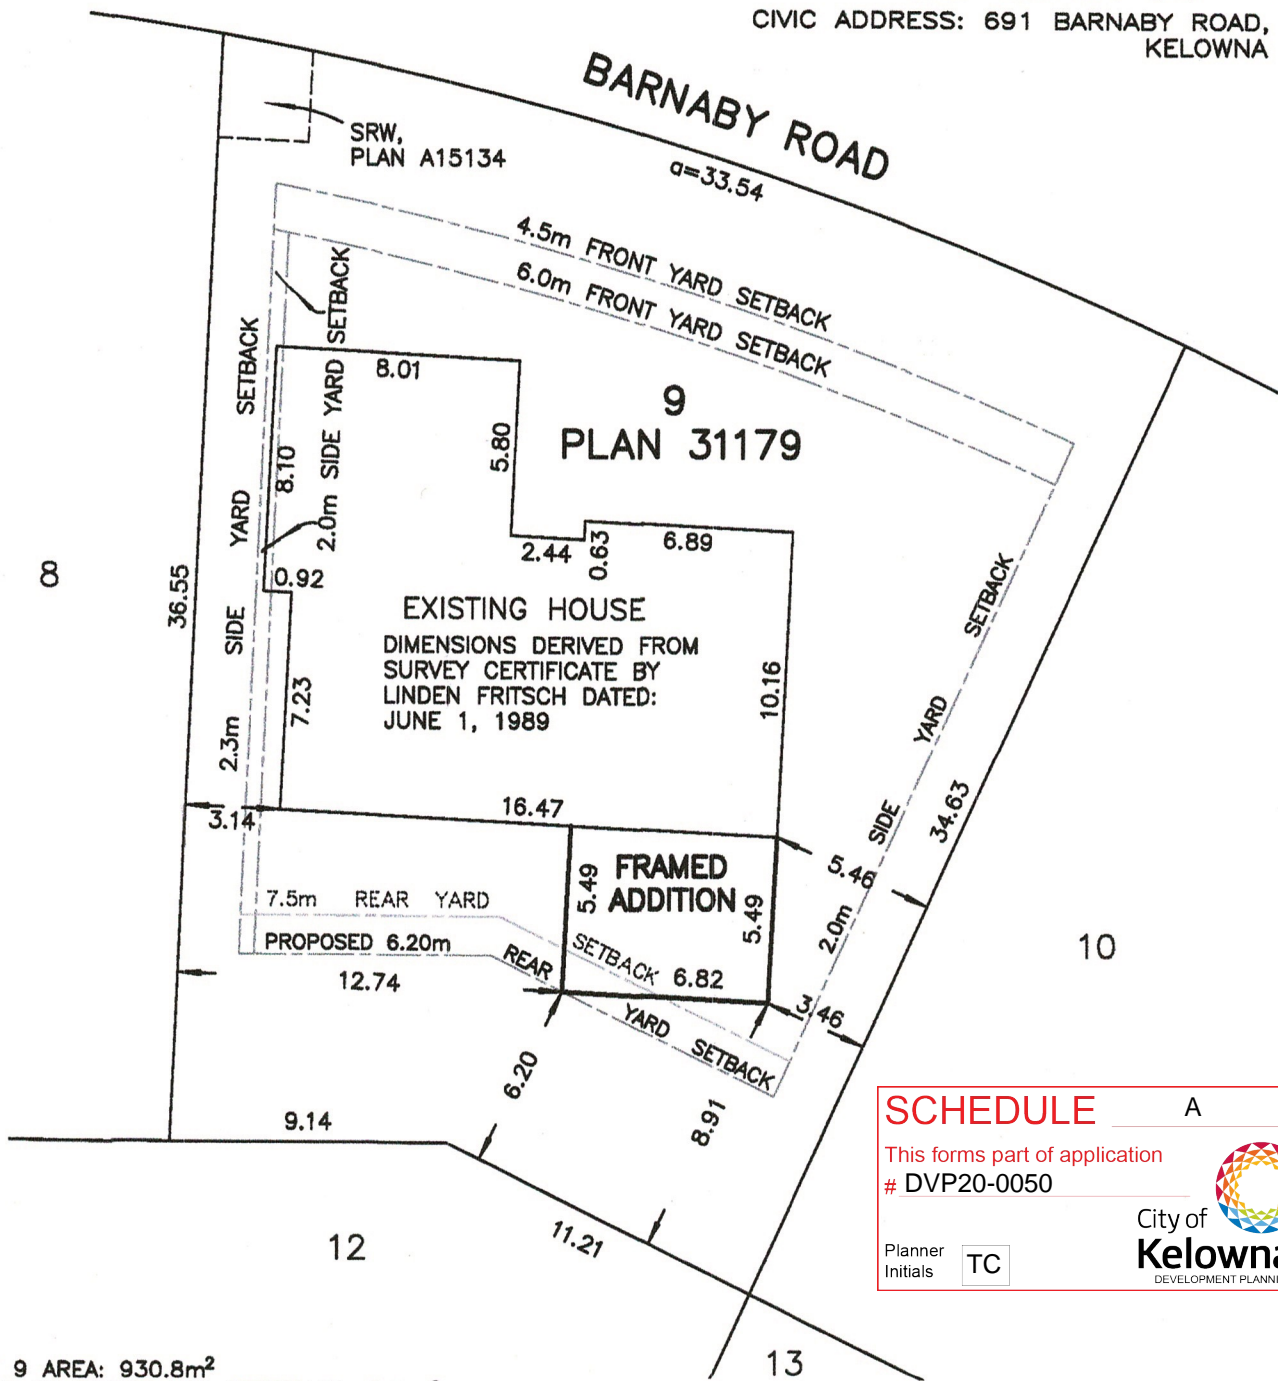 CIVIC ADDRESS: 691 BARNABY ROAD,
KELOWNA
BARNABY ROAD
a=33.54
SRW,
PLAN A15134
4.5m FRONT YARD SETBACK
6.0m FRONT YARD SETBACK
2.3m SIDE YARD SETBACK
2.0m SIDE YARD SETBACK
8.01
8.10
5.80
9
PLAN 31179
2.44
0.63
6.89
0.92
8
36.55
EXISTING HOUSE
DIMENSIONS DERIVED FROM
SURVEY CERTIFICATE BY
LINDEN FRITSCH DATED:
JUNE 1, 1989
7.23
10.16
2.0m SIDE YARD SETBACK
34.63
3.14
16.47
FRAMED
ADDITION
5.49
5.49
5.46
7.5m REAR YARD SETBACK
PROPOSED 6.20m REAR YARD SETBACK
6.82
12.74
3.46
10
6.20
8.91
9.14
11.21
12
13
SCHEDULE A
This forms part of application
# DVP20-0050
City of
Kelowna
DEVELOPMENT PLANNI
Planner
Initials TC
9 AREA: 930.8m²